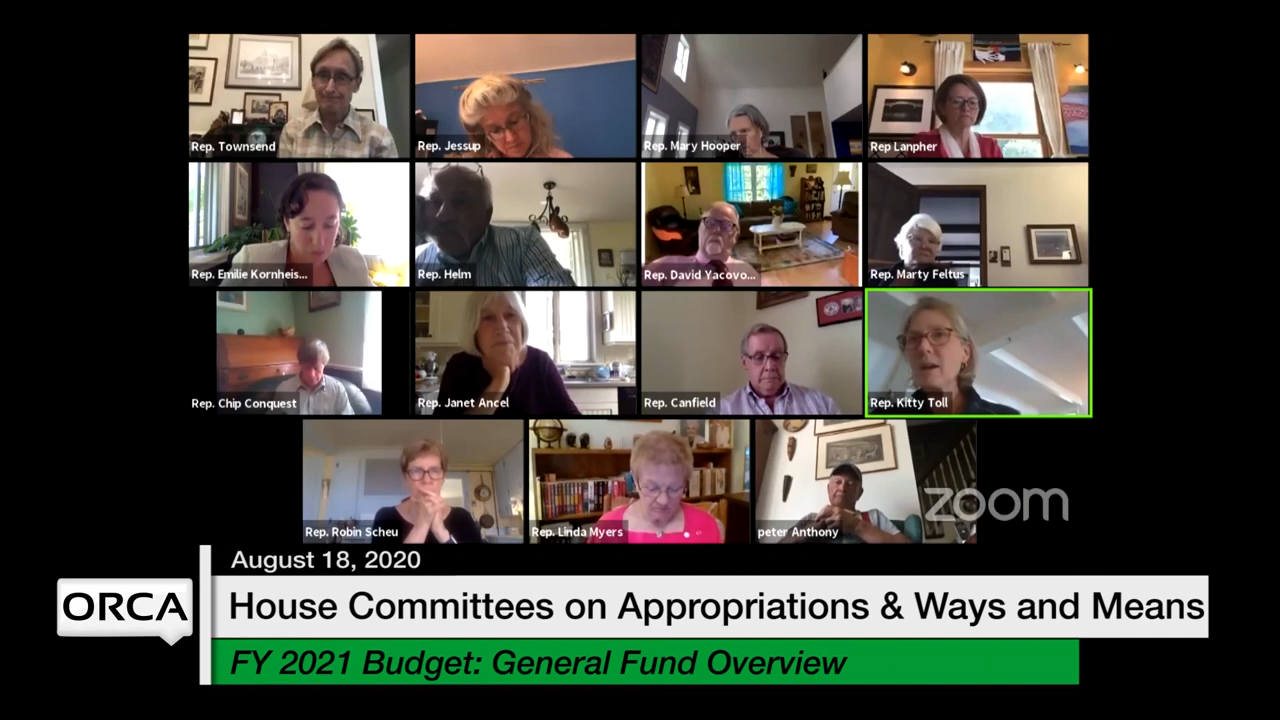 Rep. Townsend
Rep. Jessup
Rep. Mary Hooper
Rep Lanpher
Rep. Emilie Kornheis...
Rep. Helm
Rep. David Yacovo...
Rep. Marty Feltus
Rep. Chip Conquest
Rep. Janet Ancel
Rep. Canfield
Rep. Kitty Toll
Rep. Robin Scheu
Rep. Linda Myers
peter Anthony
zoom
August 18, 2020
ORCA
House Committees on Appropriations & Ways and Means
FY 2021 Budget: General Fund Overview